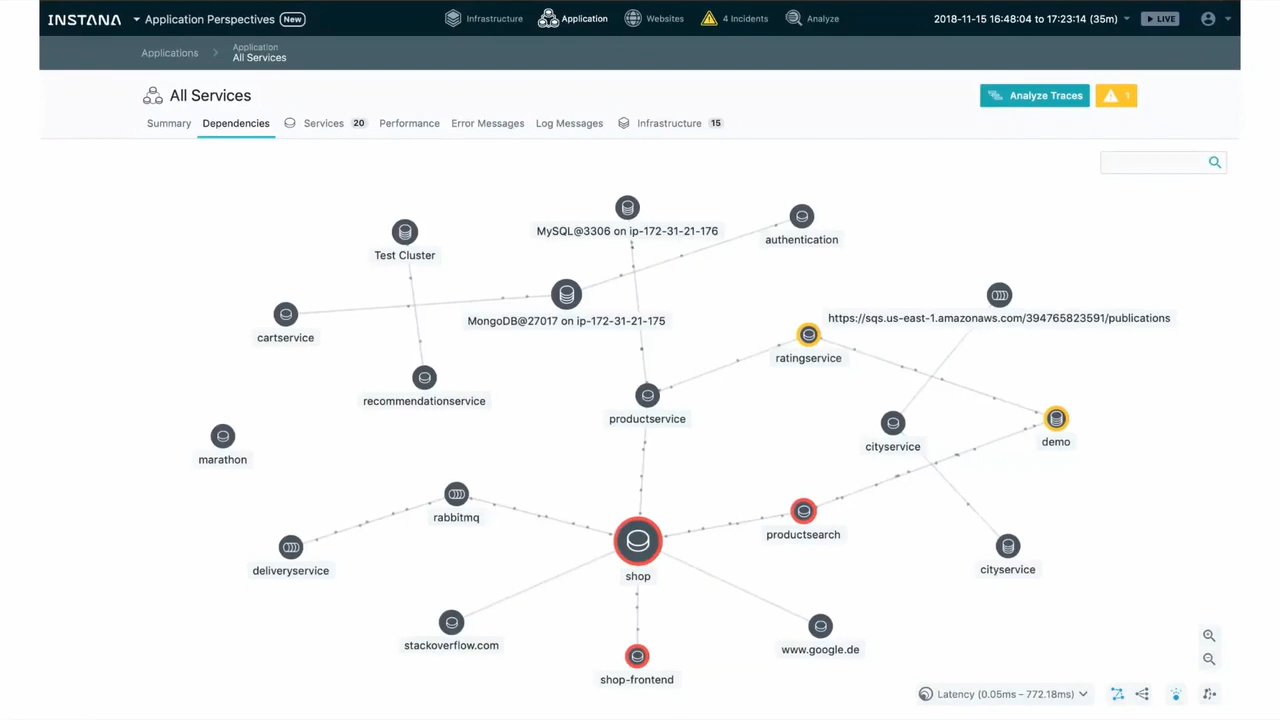 INSTANA
Application Perspectives New
Infrastructure
Application
Websites
4 Incidents
Analyze
2018-11-15 16:48:04 to 17:23:14 (35m)
LIVE
Applications
Application
All Services
All Services
Analyze Traces
1
Summary
Dependencies
Services 20
Performance
Error Messages
Log Messages
Infrastructure 15
MySQL@3306 on ip-172-31-21-176
authentication
Test Cluster
MongoDB@27017 on ip-172-31-21-175
https://sqs.us-east-1.amazonaws.com/394765823591/publications
cartservice
ratingservice
recommendationservice
productservice
cityservice
demo
marathon
rabbitmq
productsearch
deliveryservice
shop
cityservice
stackoverflow.com
www.google.de
shop-frontend
Latency (0.05ms – 772.18ms)